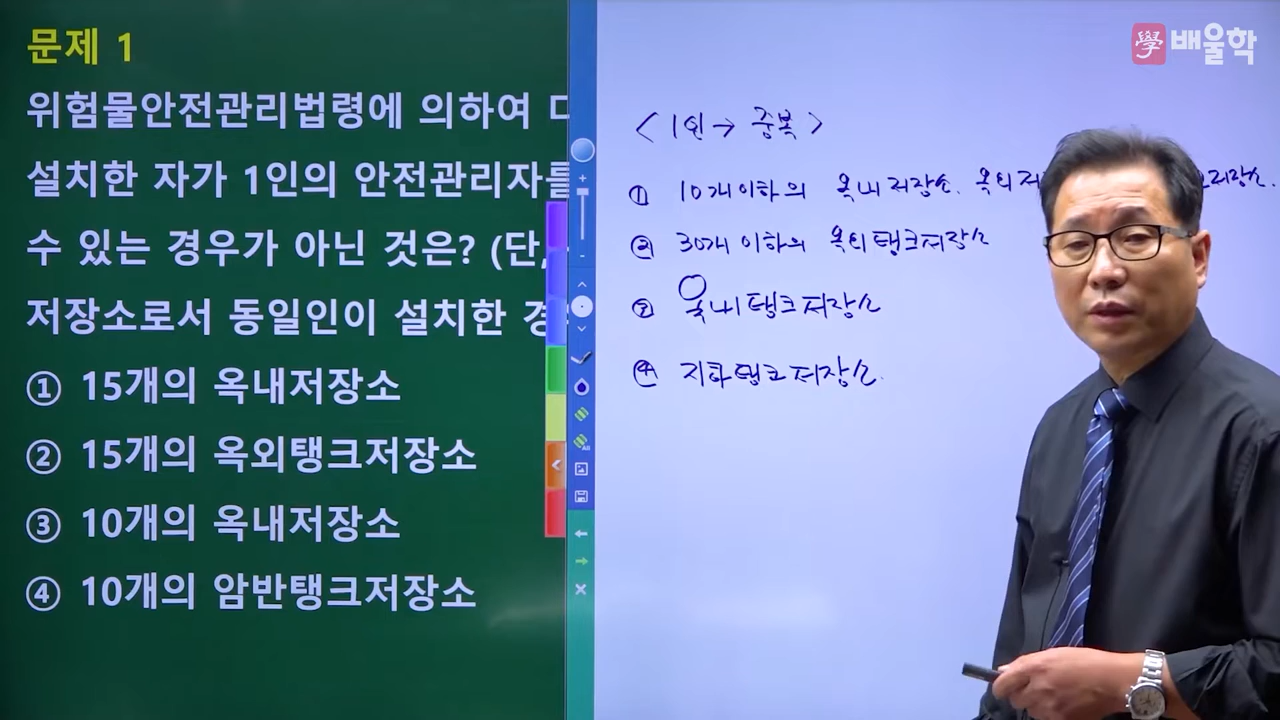 문제 1
위험물안전관리법령에 의하여
설치한 자가 1인의 안전관리자를
수 있는 경우가 아닌 것은? (단,
저장소로서 동일인이 설치한
① 15개의 옥내저장소
② 15개의 옥외탱크저장소
③ 10개의 옥내저장소
④ 10개의 암반탱크저장소
學 배울학
<1인→ 중복>
① 10개이하의 옥내저장소. 저장소.
② 30개 이하의 옥외탱크저장소
③ 옥내탱크저장소
④ 지하탱크저장소.
All